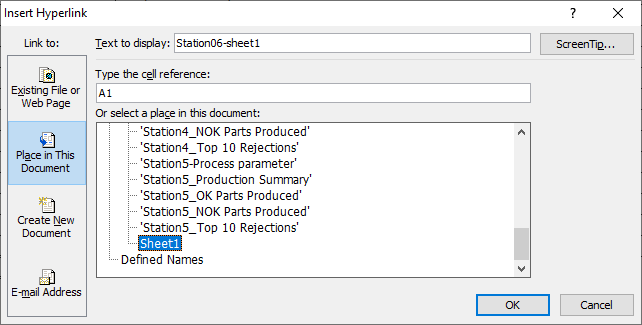 Insert Hyperlink
Link to:
Text to display:
Station06-sheet1
ScreenTip...
Existing File or
Web Page
Type the cell reference:
A1
Or select a place in this document:
Place in This
Document
'Station4_NOK Parts Produced'
'Station4_Top 10 Rejections'
'Station5-Process parameter'
'Station5_Production Summary'
'Station5_OK Parts Produced'
'Station5_NOK Parts Produced'
'Station5_Top 10 Rejections'
Sheet1
Defined Names
Create New
Document
E-mail Address
OK
Cancel